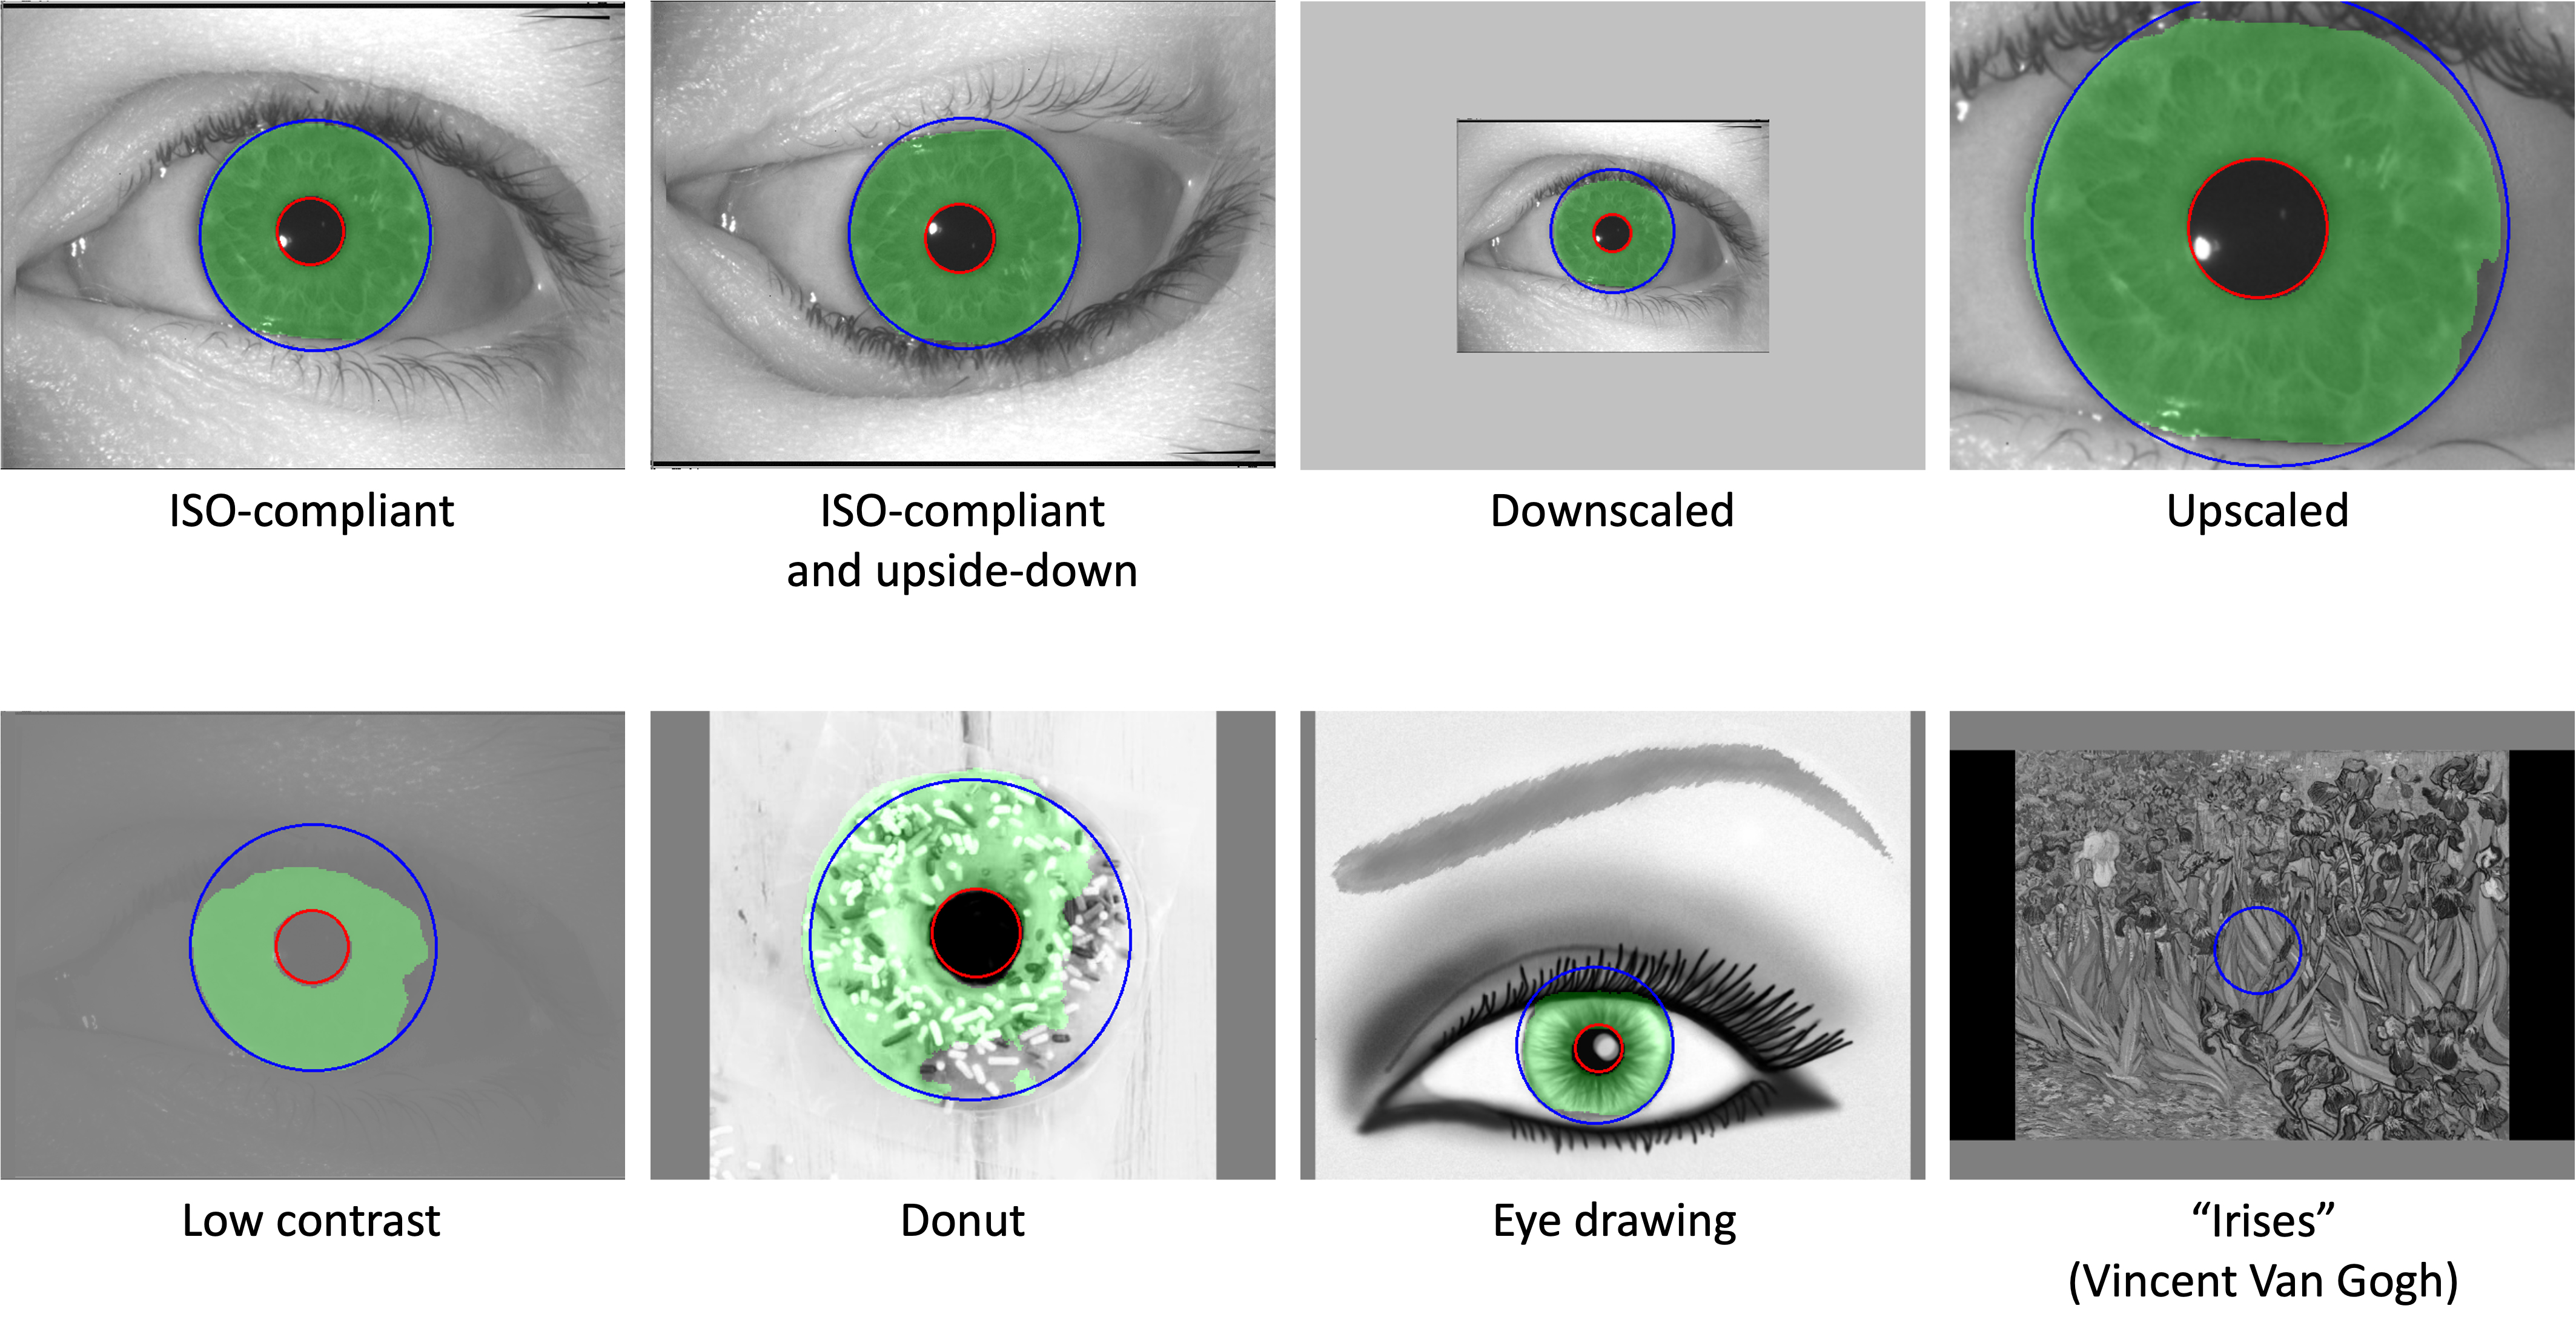 ISO-compliant
ISO-compliant
and upside-down
Downscaled
Upscaled
Low contrast
Donut
Eye drawing
“Irises”
(Vincent Van Gogh)